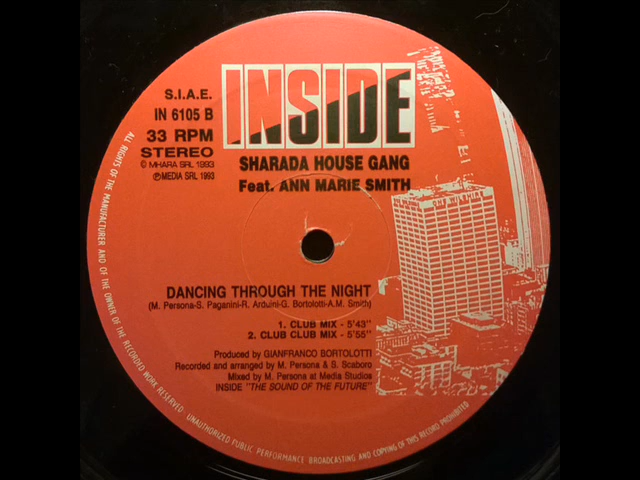 INSIDE
S.I.A.E.
IN 6105 B
33 RPM
STEREO
© MHARA SRL 1993
℗ MEDIA SRL 1993
SHARADA HOUSE GANG
Feat. ANN MARIE SMITH
ONE WILSHIRE
DANCING THROUGH THE NIGHT
(M. Persona-S. Paganini-R. Arduini-G. Bortolotti-A.M. Smith)
1. CLUB MIX - 5'43"
2. CLUB CLUB MIX - 5'55"
Produced by GIANFRANCO BORTOLOTTI
Recorded and arranged by M. Persona & S. Scaboro
Mixed by M. Persona at Media Studios
INSIDE "THE SOUND OF THE FUTURE"
ALL RIGHTS OF THE MANUFACTURER AND OF THE OWNER OF THE RECORDED WORK RESERVED
UNAUTHORIZED PUBLIC PERFORMANCE BROADCASTING AND COPYING OF THIS RECORD PROHIBITED